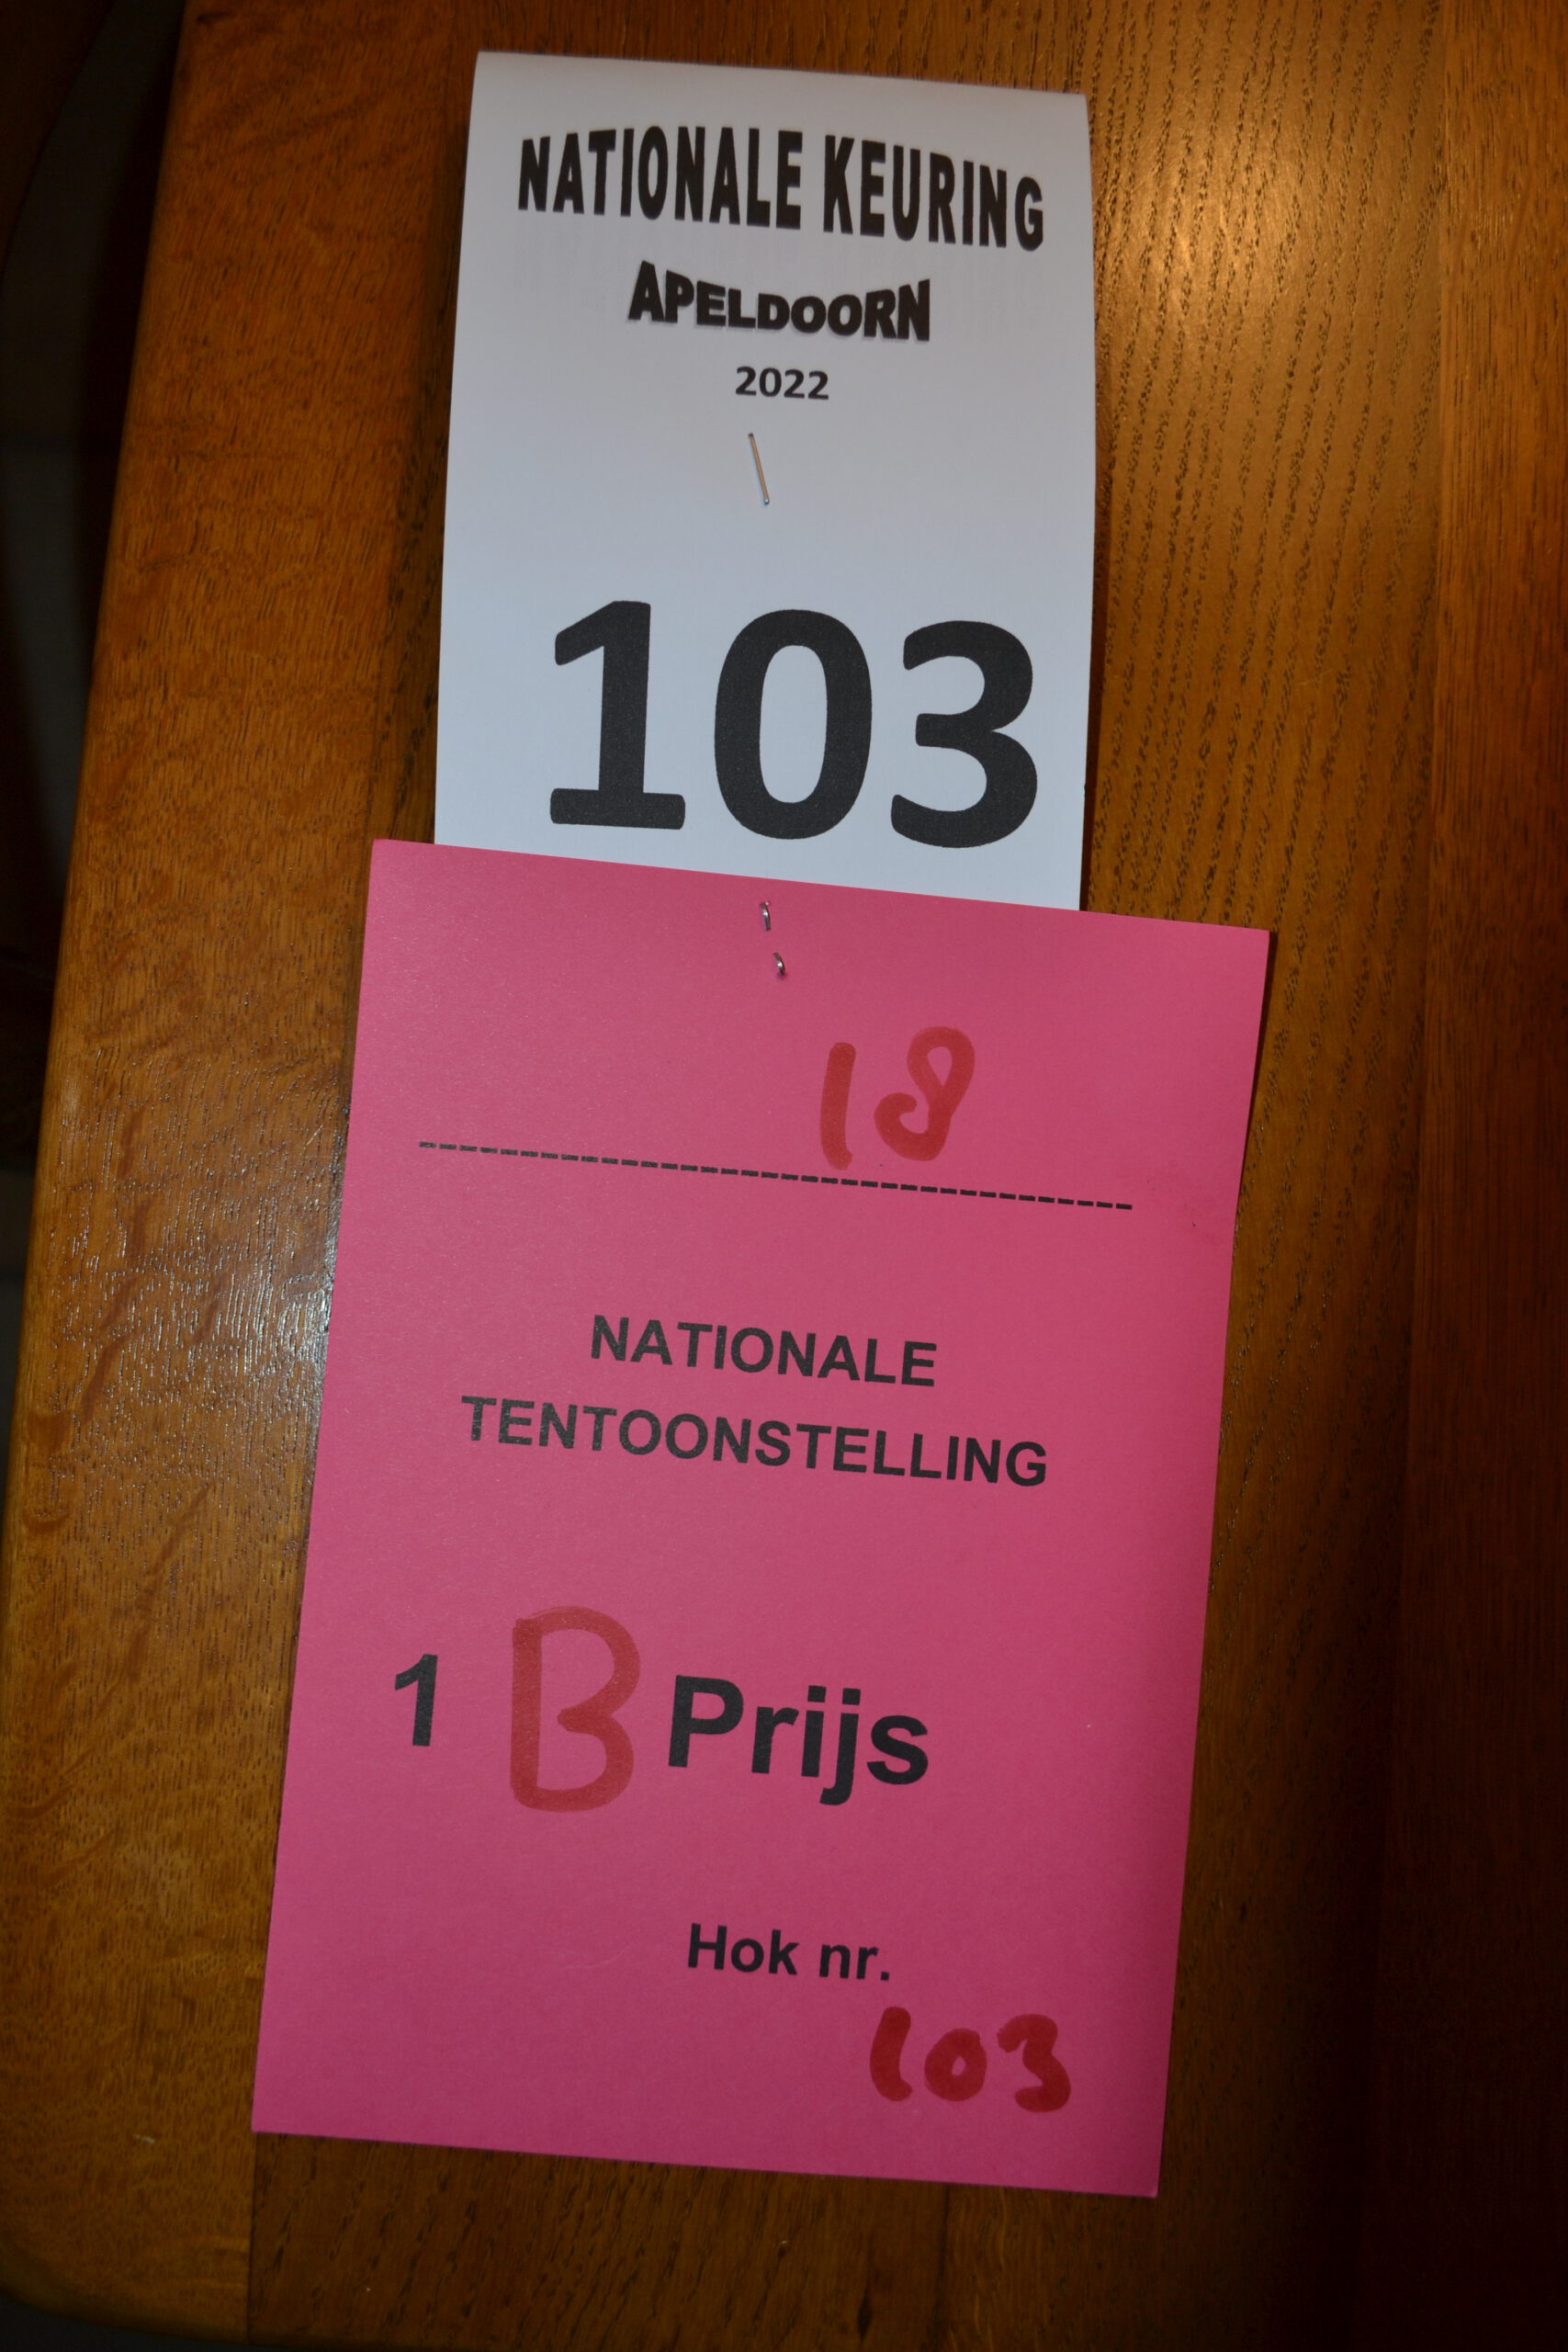 NATIONALE KEURING
APELDOORN
2022
103
18
NATIONALE
TENTOONSTELLING
1 B Prijs
Hok nr.
103